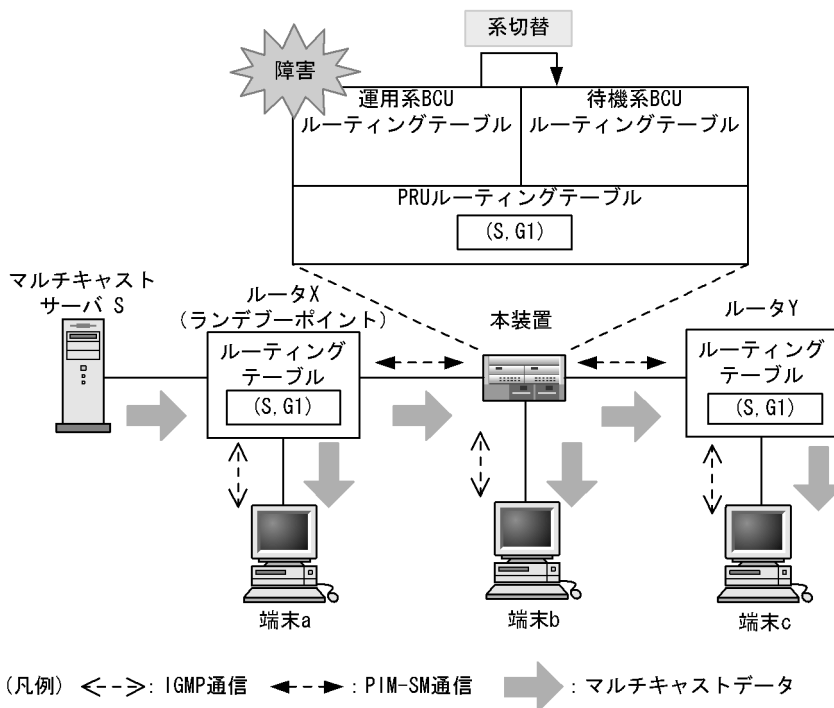 系切替
障害
運用系BCU
ルーティングテーブル
待機系BCU
ルーティングテーブル
PRUルーティングテーブル
(S,G1)
マルチキャスト
サーバ S
ルータX
(ランデブーポイント)
本装置
ルータY
ルーティング
テーブル
(S,G1)
ルーティング
テーブル
(S,G1)
端末a
端末b
端末c
(凡例) : IGMP通信 : PIM-SM通信 : マルチキャストデータ